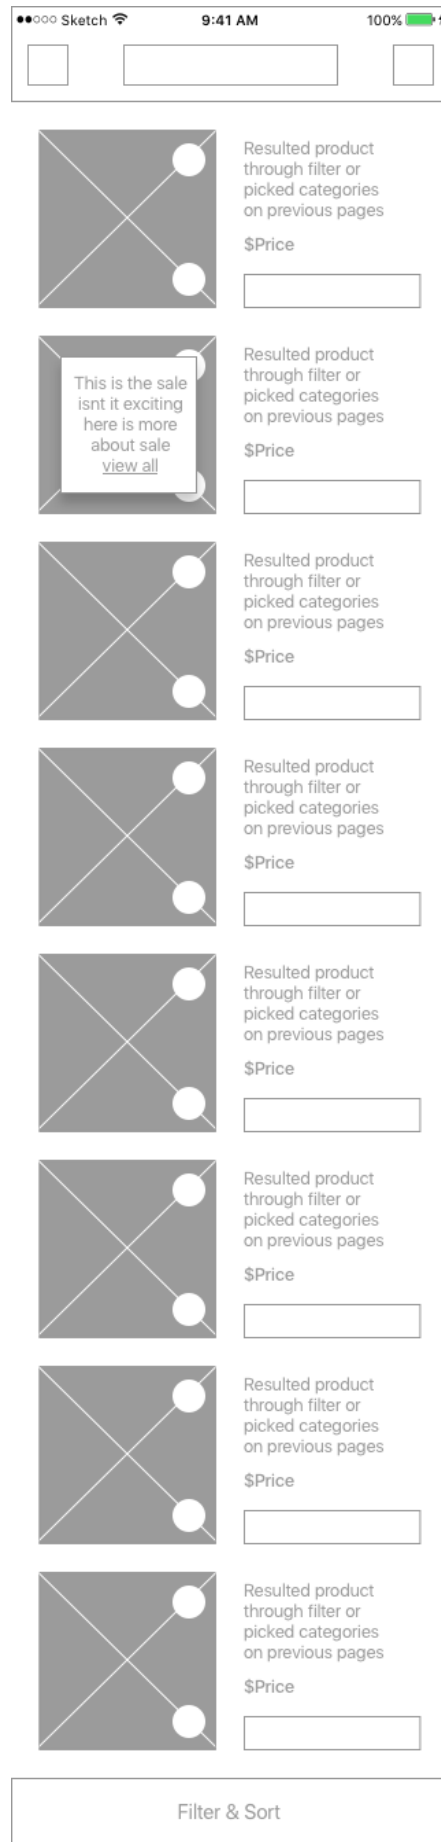 Sketch 9:41 AM 100%
Resulted product
through filter or
picked categories
on previous pages
$Price
This is the sale
isnt it exciting
here is more
about sale
view all
Resulted product
through filter or
picked categories
on previous pages
$Price
Resulted product
through filter or
picked categories
on previous pages
$Price
Resulted product
through filter or
picked categories
on previous pages
$Price
Resulted product
through filter or
picked categories
on previous pages
$Price
Resulted product
through filter or
picked categories
on previous pages
$Price
Resulted product
through filter or
picked categories
on previous pages
$Price
Resulted product
through filter or
picked categories
on previous pages
$Price
Filter & Sort